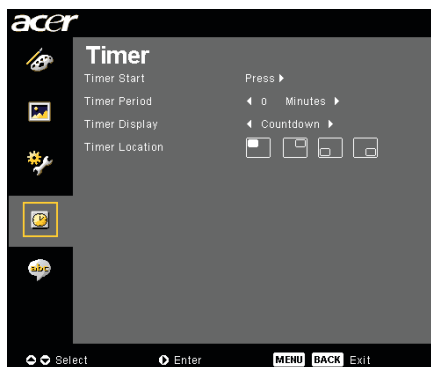 acer
Timer
Timer Start Press
Timer Period 0 Minutes
Timer Display Countdown
Timer Location
abc
Select Enter MENU BACK Exit